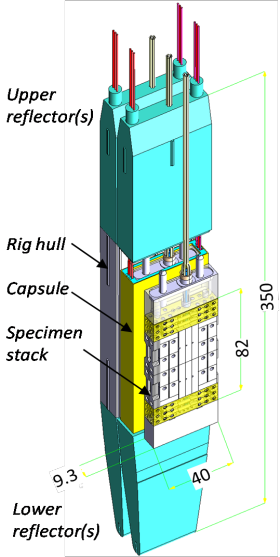 Upper
reflector(s)
Rig hull
Capsule
Specimen
stack
350
82
9.3
40
Lower
reflector(s)